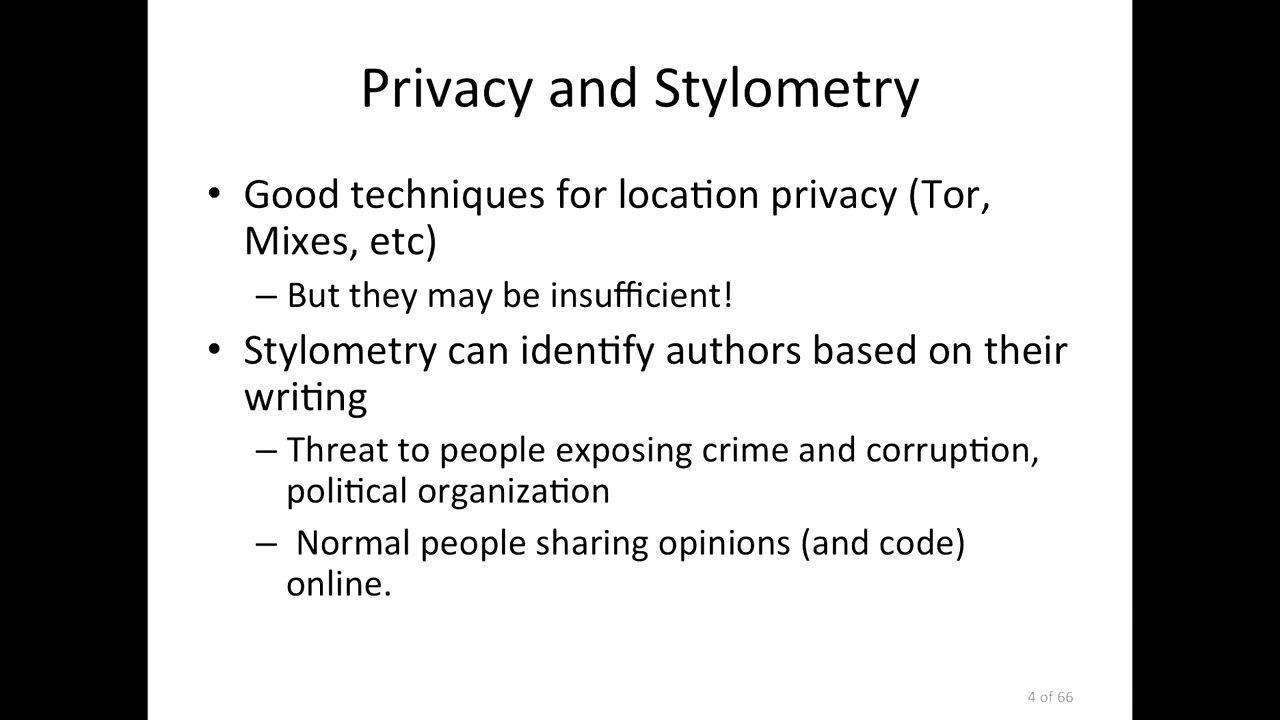 Privacy and Stylometry
• Good techniques for location privacy (Tor,
Mixes, etc)
– But they may be insufficient!
• Stylometry can identify authors based on their
writing
– Threat to people exposing crime and corruption,
political organization
– Normal people sharing opinions (and code)
online.
4 of 66